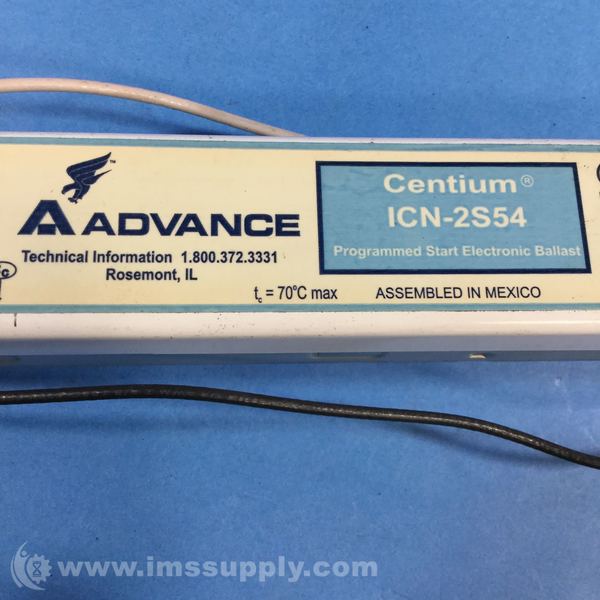 ADVANCE
Technical Information 1.800.372.3331
Rosemont, IL
Centium®
ICN-2S54
Programmed Start Electronic Ballast
tc = 70°C max
ASSEMBLED IN MEXICO
www.imssupply.com